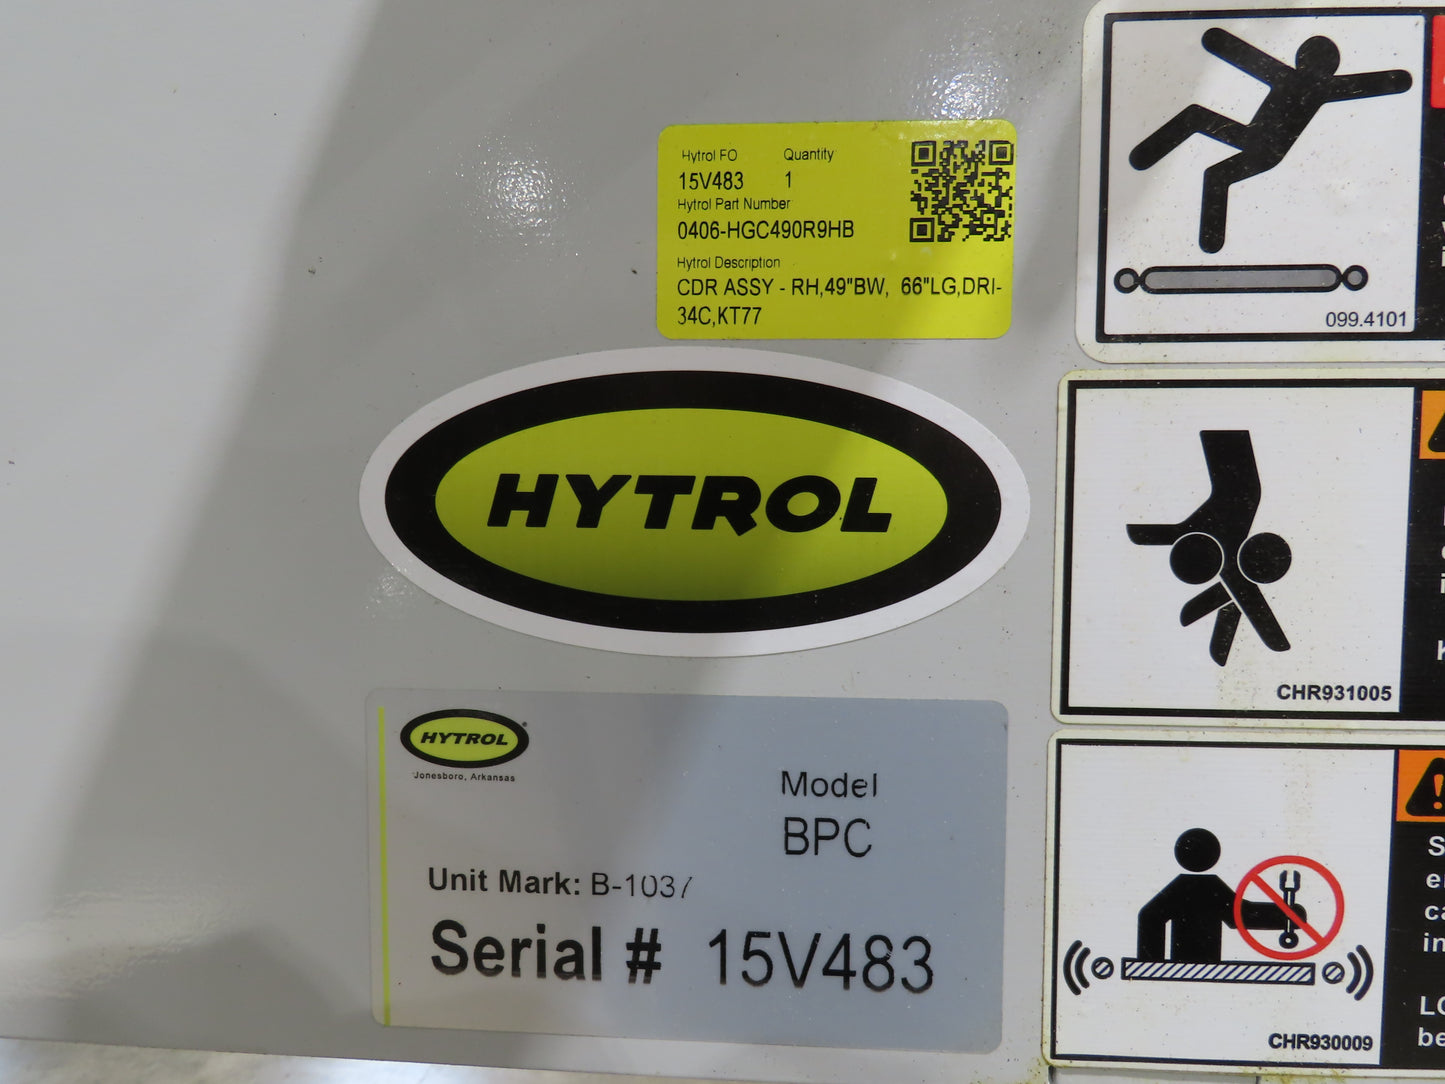 Hytrol FO Quantity
15V483 1
Hytrol Part Number
0406-HGC490R9HB
Hytrol Description
CDR ASSY - RH,49"BW, 66"LG,DRI-
34C,KT77
HYTROL
HYTROL
Jonesboro, Arkansas
Model
BPC
Unit Mark: B-1037
Serial # 15V483
099.4101
CHR931005
CHR930009